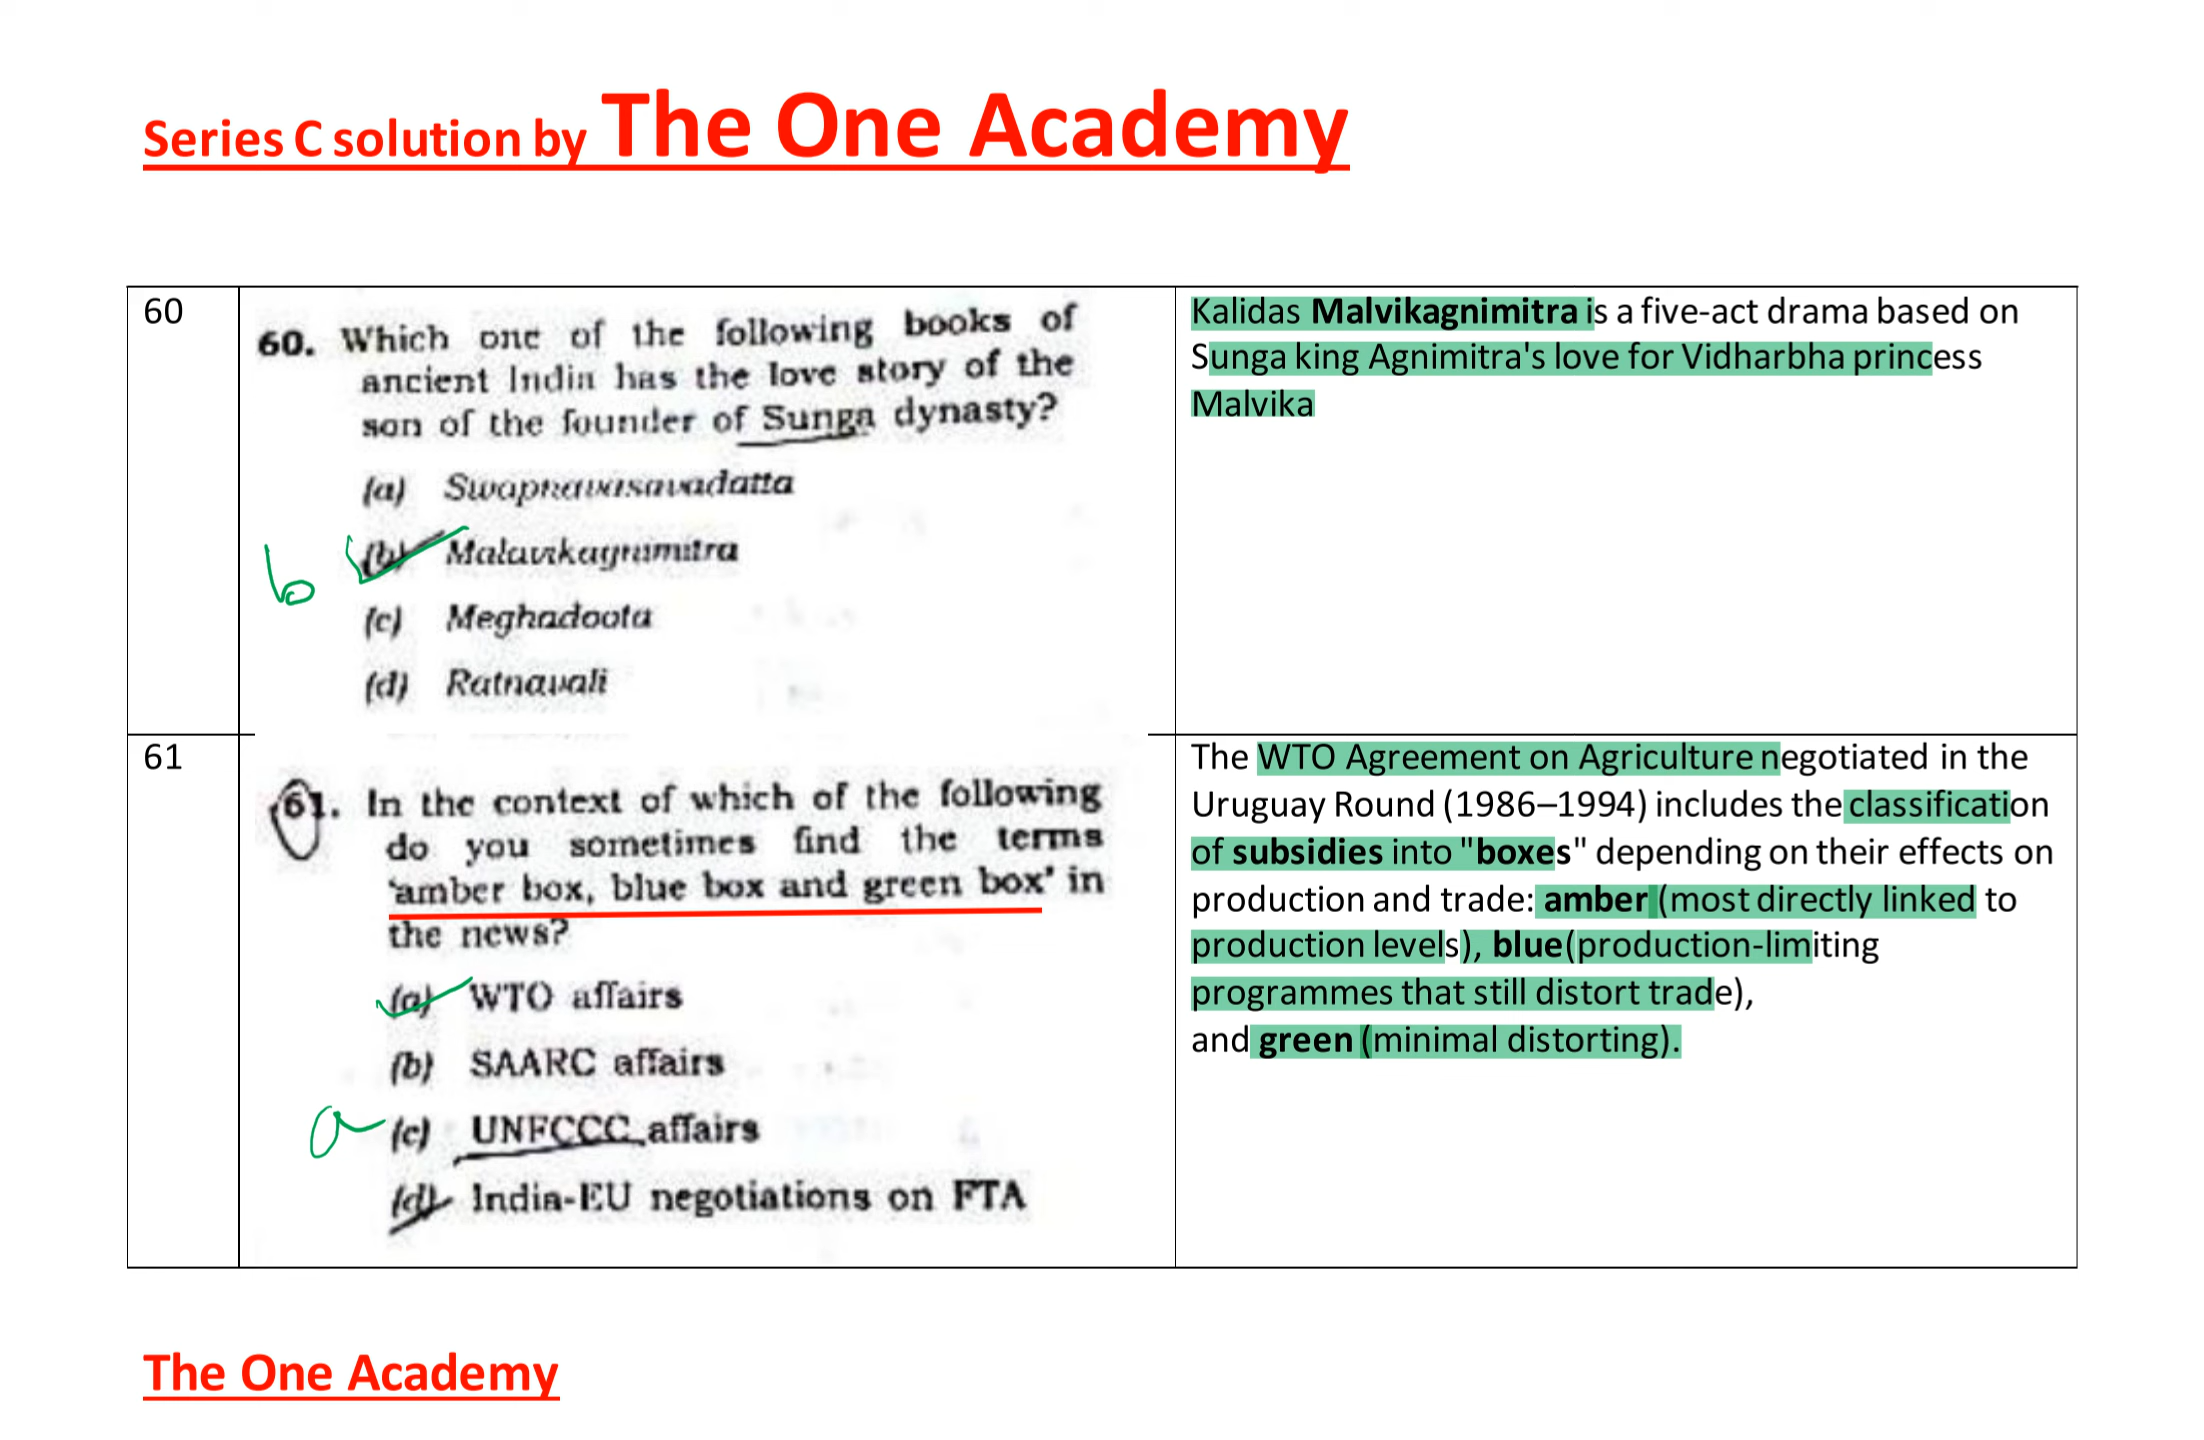 Series C solution by The One Academy
60
60. Which one of the following books of
ancient India has the love story of the
son of the founder of Sunga dynasty?
(a) Swapnavasavadatta
b (b) Malavikagnimitra
(c) Meghadoota
(d) Ratnavali
Kalidas Malvikagnimitra is a five-act drama based on
Sunga king Agnimitra's love for Vidharbha princess
Malvika
61
61. In the context of which of the following
do you sometimes find the terms
'amber box, blue box and green box' in
the news?
(a) WTO affairs
(b) SAARC affairs
a (c) UNFCCC affairs
(d) India-EU negotiations on FTA
The WTO Agreement on Agriculture negotiated in the
Uruguay Round (1986–1994) includes the classification
of subsidies into "boxes" depending on their effects on
production and trade: amber (most directly linked to
production levels), blue(production-limiting
programmes that still distort trade),
and green (minimal distorting).
The One Academy